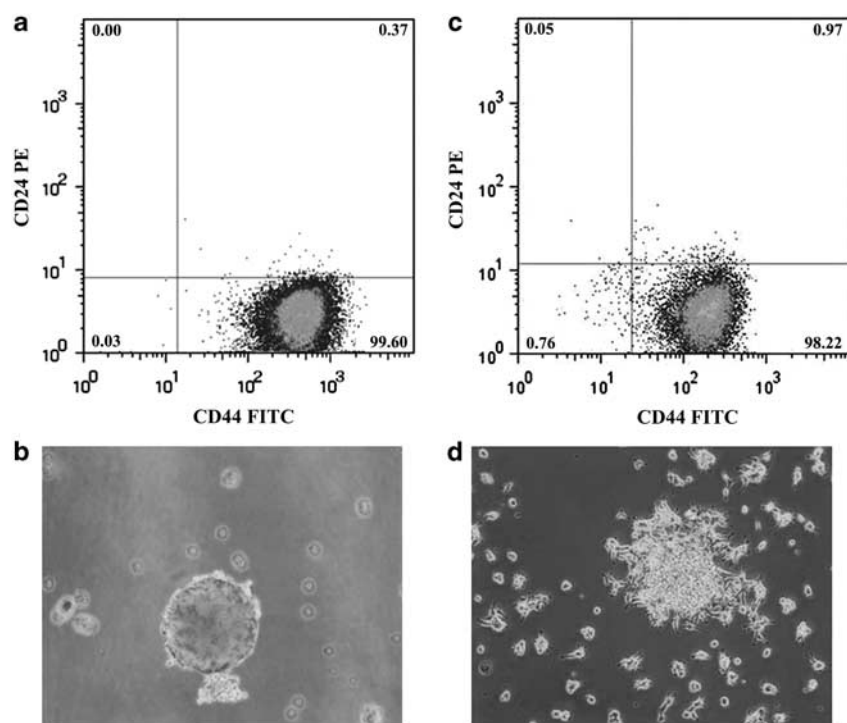 a
0.00 0.37
10³
10²
10¹
10⁰
CD24 PE
0.03 99.60
10⁰ 10¹ 10² 10³
CD44 FITC
c
0.05 0.97
10³
10²
10¹
10⁰
CD24 PE
0.76 98.22
10⁰ 10¹ 10² 10³
CD44 FITC
b
d